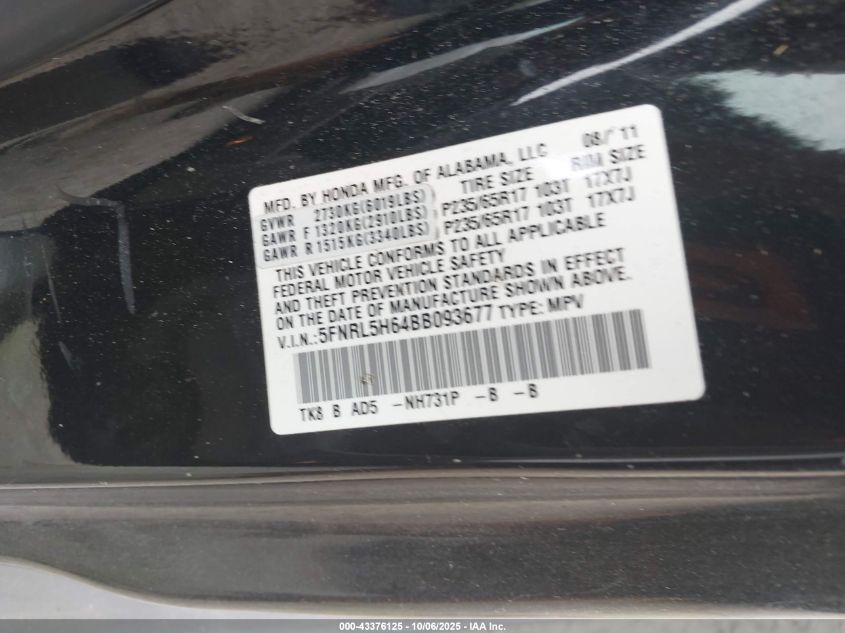 MFD. BY HONDA MFG. OF ALABAMA, LLC 08/ 11
TIRE SIZE RIM SIZE
GVWR 2730KG(6019LBS)
GAWR F 1320KG(2910LBS) P235/65R17 103T 17X7J
GAWR R 1515KG(3340LBS) P235/65R17 103T 17X7J
THIS VEHICLE CONFORMS TO ALL APPLICABLE
FEDERAL MOTOR VEHICLE SAFETY
AND THEFT PREVENTION STANDARDS IN EFFECT
ON THE DATE OF MANUFACTURE SHOWN ABOVE.
V.I.N.:5FNRL5H64BB093677 TYPE: MPV
TK8 B AD5 -NH731P -B -B
000-43376125 - 10/06/2025 - IAA Inc.